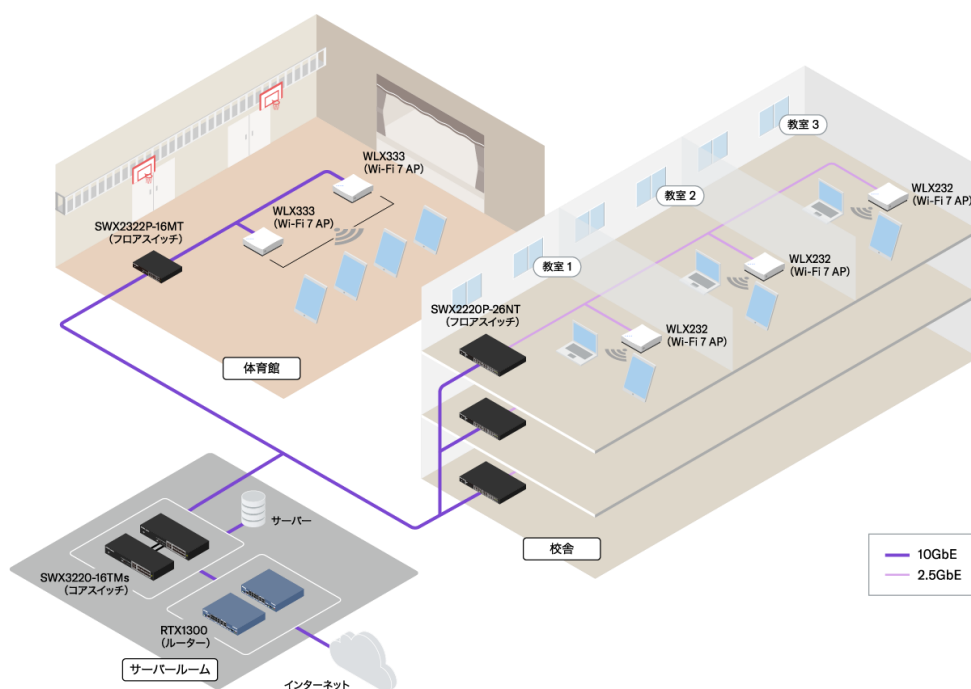 教室 3
WLX333
(Wi-Fi 7 AP)
WLX232
(Wi-Fi 7 AP)
教室 2
WLX333
(Wi-Fi 7 AP)
SWX2322P-16MT
(フロアスイッチ)
教室 1
WLX232
(Wi-Fi 7 AP)
SWX2220P-26NT
(フロアスイッチ)
WLX232
(Wi-Fi 7 AP)
体育館
サーバー
校舎
10GbE
2.5GbE
SWX3220-16TMs
(コアスイッチ)
RTX1300
(ルーター)
サーバールーム
インターネット